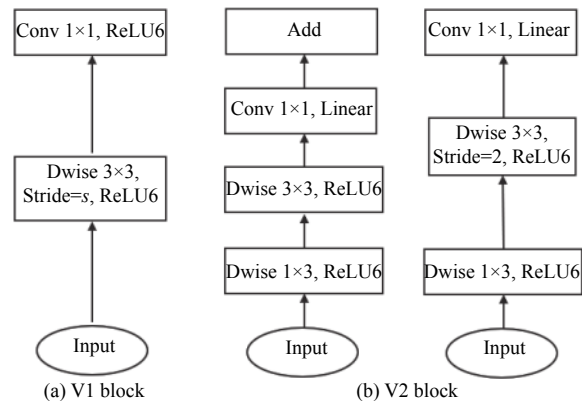 Conv 1×1, ReLU6
Dwise 3×3,
Stride=s, ReLU6
Input
(a) V1 block
Add
Conv 1×1, Linear
Dwise 3×3, ReLU6
Dwise 1×3, ReLU6
Input
Conv 1×1, Linear
Dwise 3×3,
Stride=2, ReLU6
Dwise 1×3, ReLU6
Input
(b) V2 block